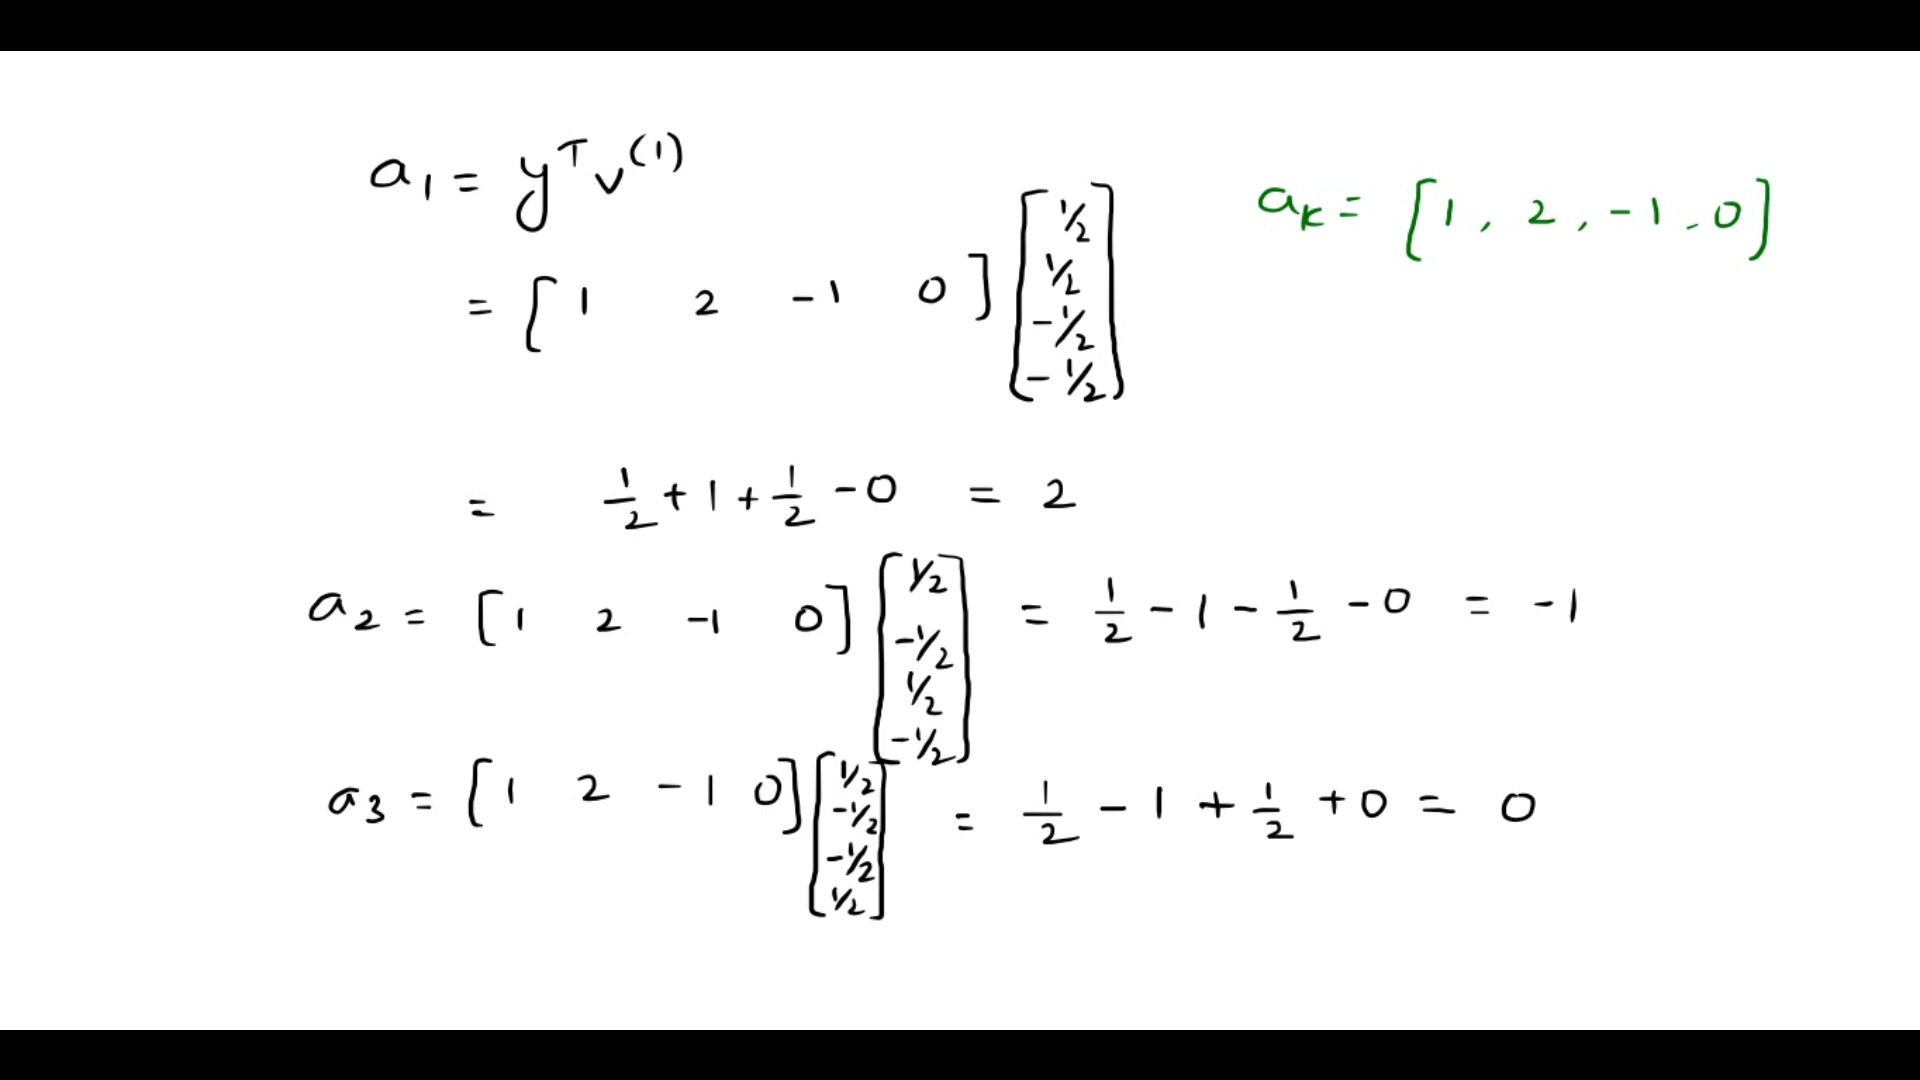 a₁ = yᵀv⁽¹⁾
aₖ = [1, 2, -1, 0]
= [1 2 -1 0] [½ ½ -½ -½]
= 1/2 + 1 + 1/2 - 0 = 2
a₂ = [1 2 -1 0] [½ -½ ½ -½] = 1/2 - 1 - 1/2 - 0 = -1
a₃ = [1 2 -1 0] [½ -½ -½ ½] = 1/2 - 1 + 1/2 + 0 = 0